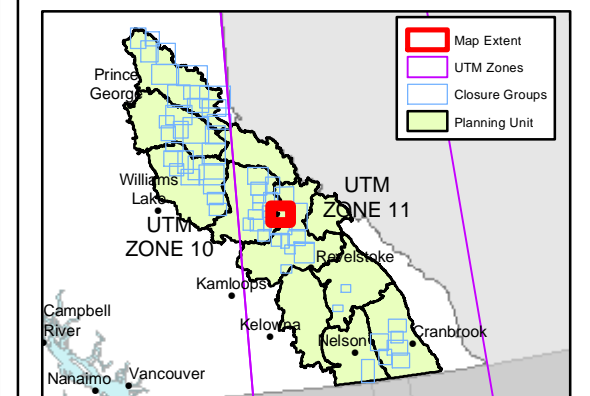 Map Extent
UTM Zones
Closure Groups
Planning Unit
Prince
George
Williams
Lake
UTM
ZONE 11
UTM
ZONE 10
Revelstoke
Kamloops
Campbell
River
Kelowna
Cranbrook
Nelson
Nanaimo
Vancouver